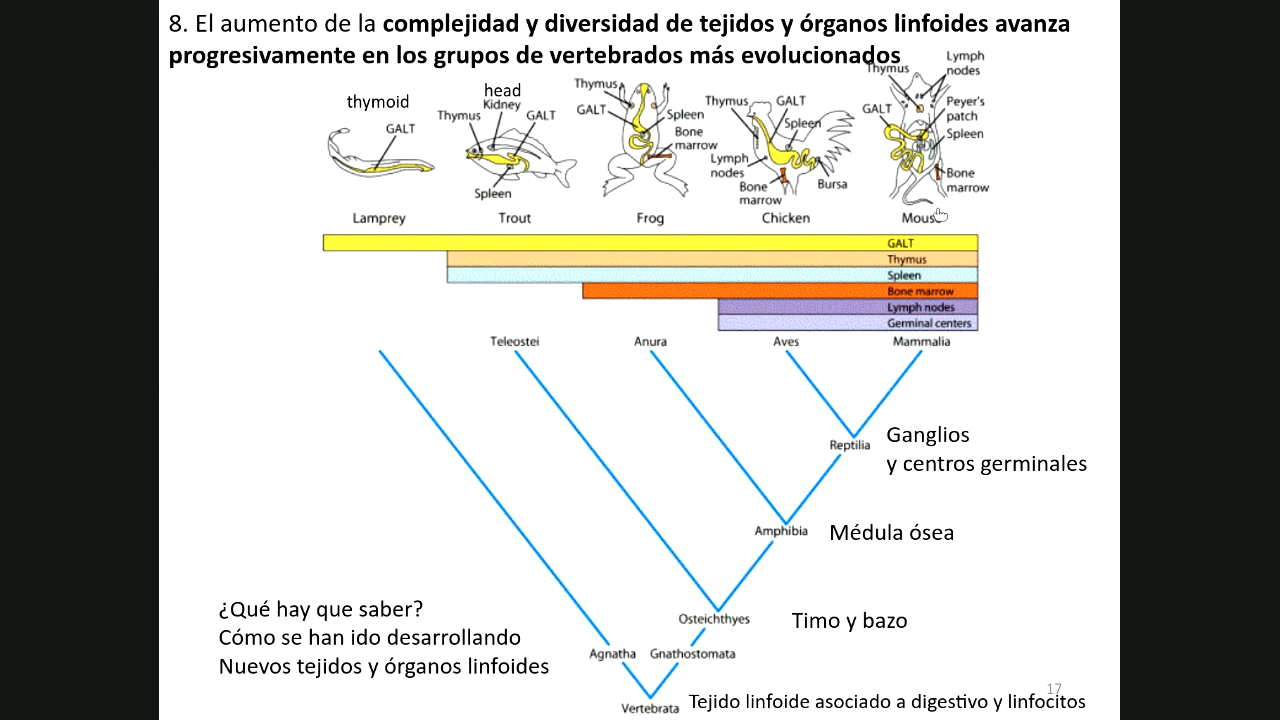 8. El aumento de la complejidad y diversidad de tejidos y órganos linfoides avanza
progresivamente en los grupos de vertebrados más evolucionados
thymoid
GALT
Lamprey
head
Kidney
Thymus
GALT
Spleen
Trout
Thymus
GALT
Spleen
Bone
marrow
Frog
Thymus
GALT
Spleen
Lymph
nodes
Bone
marrow
Bursa
Chicken
Thymus
Lymph
nodes
GALT
Peyer's
patch
Spleen
Bone
marrow
Mouse
GALT
Thymus
Spleen
Bone marrow
Lymph nodes
Germinal centers
Teleostei
Anura
Aves
Mammalia
Reptilia
Ganglios
y centros germinales
Amphibia
Médula ósea
Osteichthyes
Timo y bazo
¿Qué hay que saber?
Cómo se han ido desarrollando
Nuevos tejidos y órganos linfoides
Agnatha
Gnathostomata
Vertebrata
Tejido linfoide asociado a digestivo y linfocitos
17